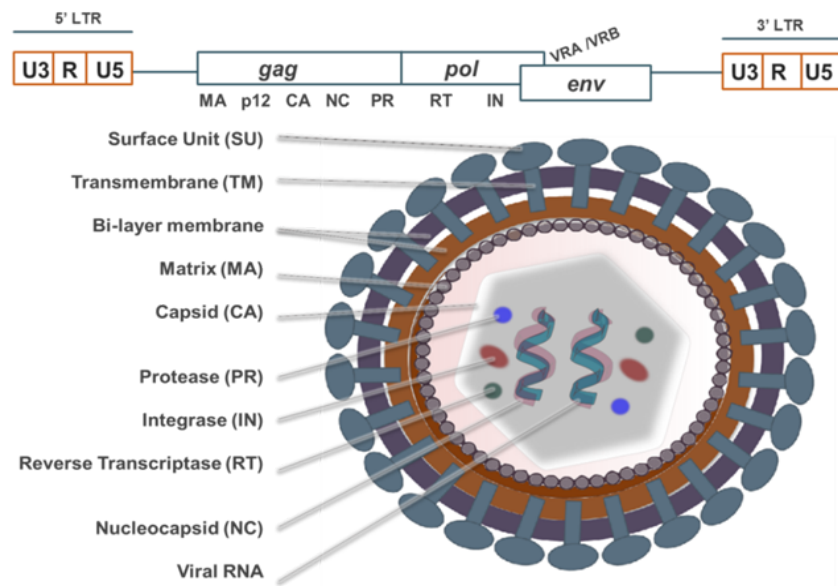 5' LTR
3' LTR
U3 R U5
gag
pol
VRA /VRB
env
U3 R U5
MA p12 CA NC PR RT IN
Surface Unit (SU)
Transmembrane (TM)
Bi-layer membrane
Matrix (MA)
Capsid (CA)
Protease (PR)
Integrase (IN)
Reverse Transcriptase (RT)
Nucleocapsid (NC)
Viral RNA